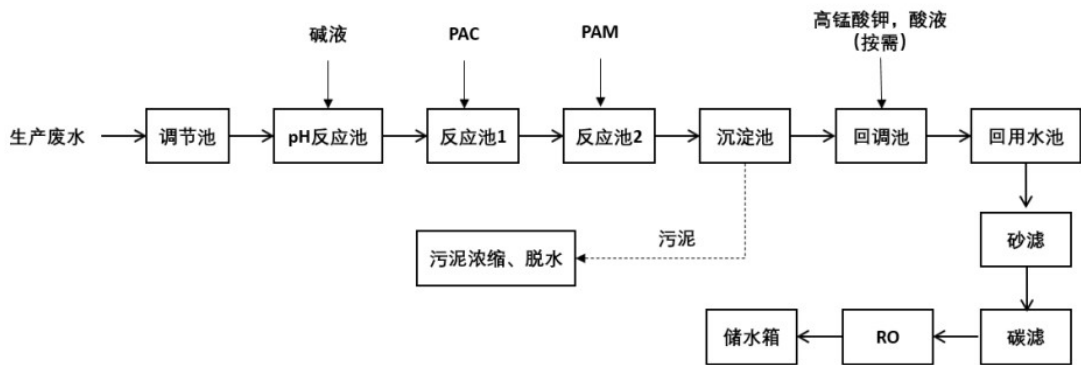 碱液
PAC
PAM
高锰酸钾，酸液
（按需）
生产废水
调节池
pH反应池
反应池1
反应池2
沉淀池
回调池
回用水池
污泥
污泥浓缩、脱水
砂滤
储水箱
RO
碳滤